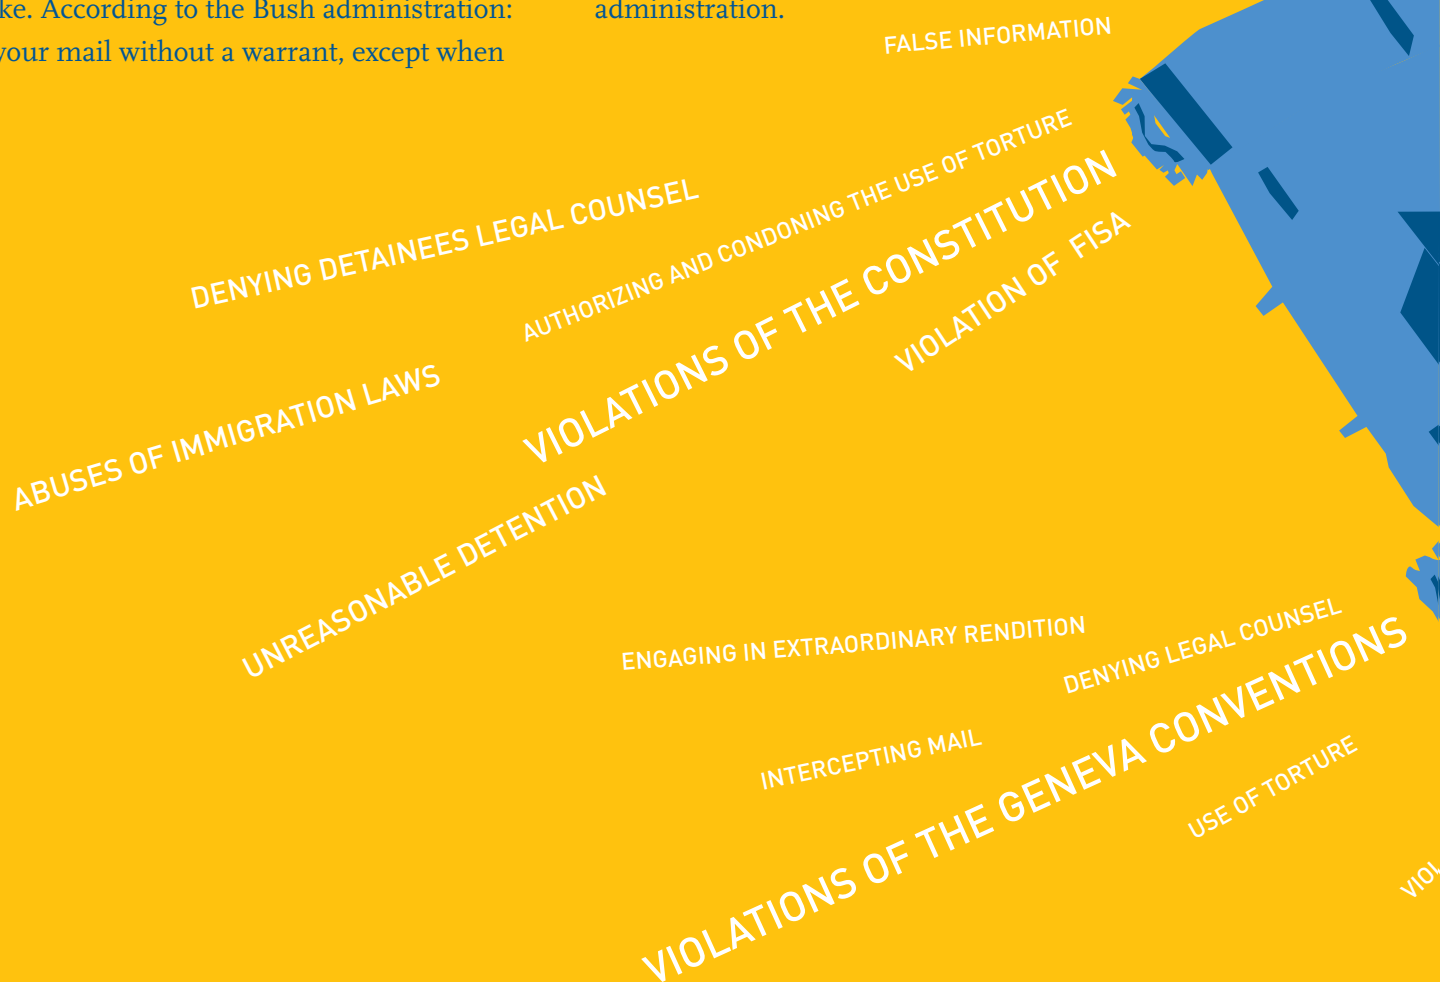 ke. According to the Bush administration:
your mail without a warrant, except when
administration.
FALSE INFORMATION
DENYING DETAINEES LEGAL COUNSEL
AUTHORIZING AND CONDONING THE USE OF TORTURE
VIOLATIONS OF THE CONSTITUTION
VIOLATION OF FISA
ABUSES OF IMMIGRATION LAWS
UNREASONABLE DETENTION
ENGAGING IN EXTRAORDINARY RENDITION
DENYING LEGAL COUNSEL
INTERCEPTING MAIL
VIOLATIONS OF THE GENEVA CONVENTIONS
USE OF TORTURE